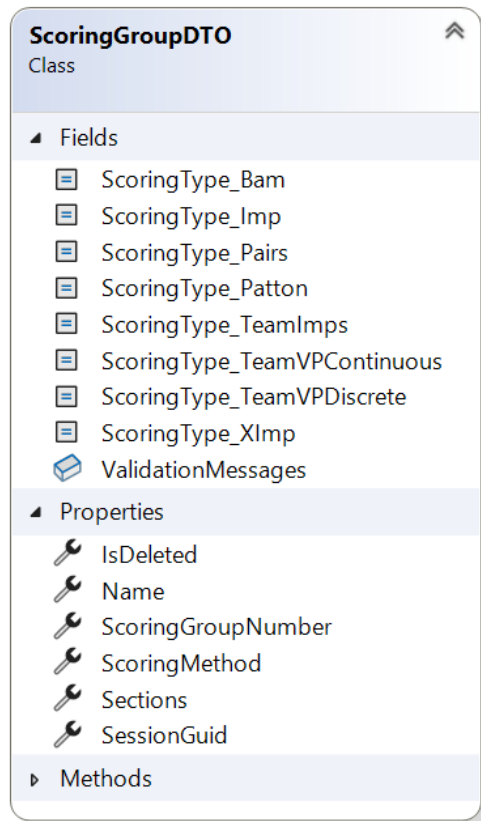 ScoringGroupDTO
Class
Fields
ScoringType_Bam
ScoringType_Imp
ScoringType_Pairs
ScoringType_Patton
ScoringType_TeamImps
ScoringType_TeamVPContinuous
ScoringType_TeamVPDiscrete
ScoringType_XImp
ValidationMessages
Properties
IsDeleted
Name
ScoringGroupNumber
ScoringMethod
Sections
SessionGuid
Methods